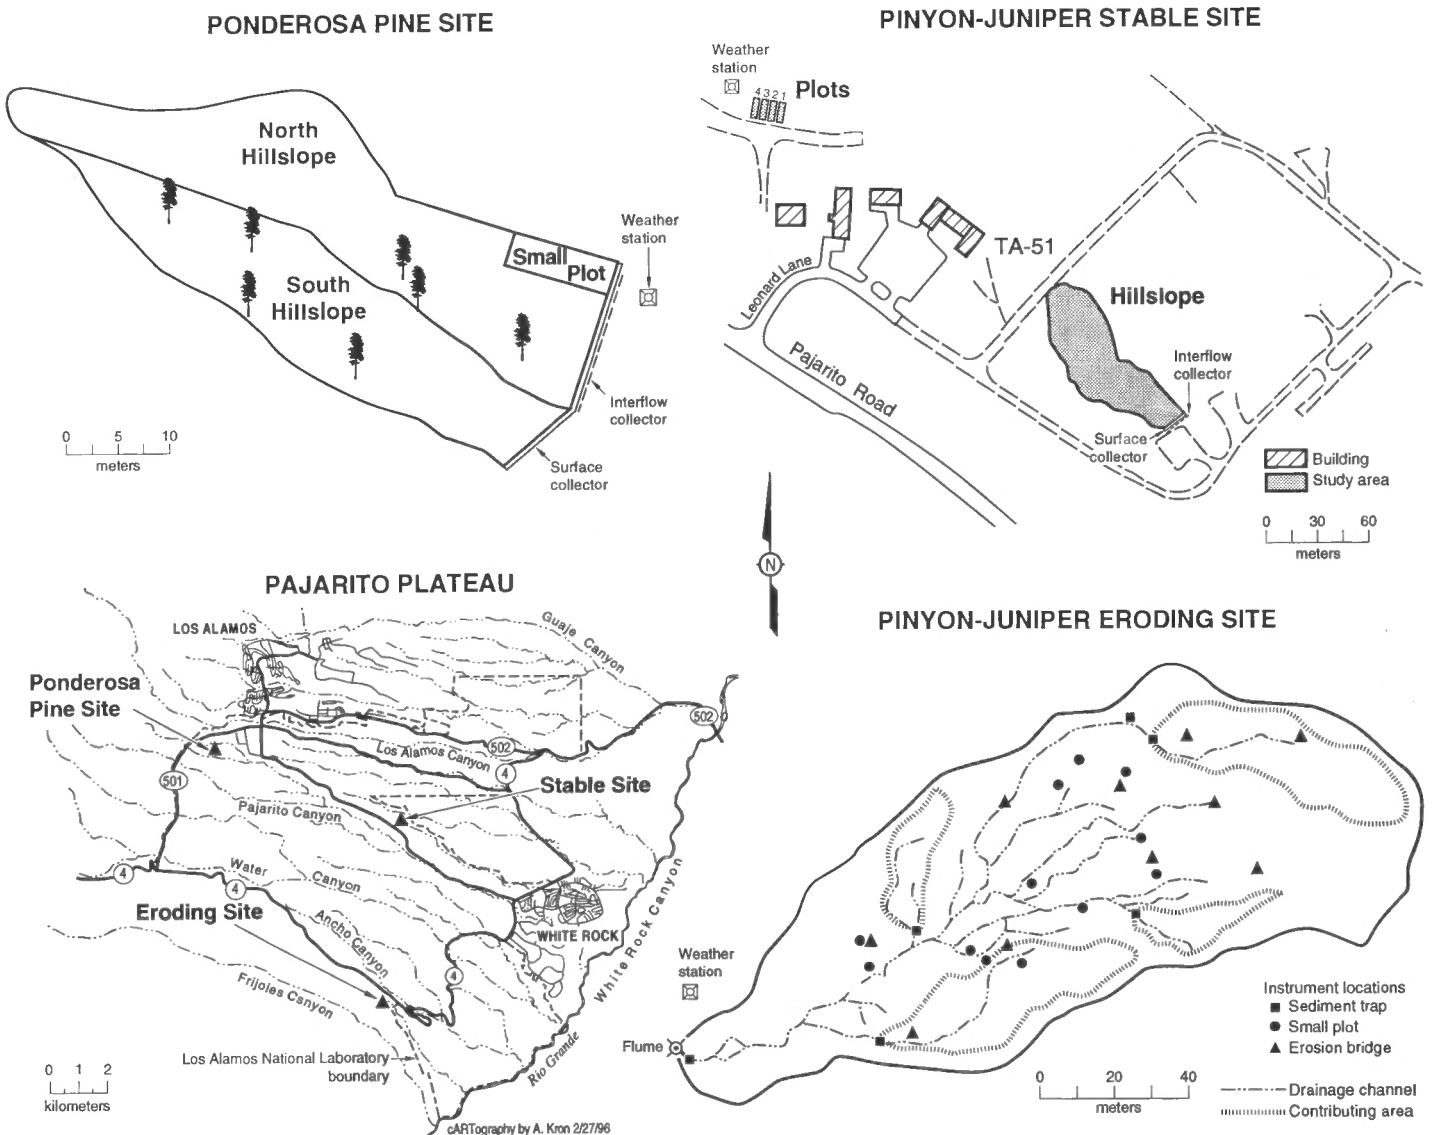 PONDEROSA PINE SITE
North
Hillslope
South
Hillslope
Small
Plot
Weather
station
Interflow
collector
Surface
collector
0 5 10
meters
PINYON-JUNIPER STABLE SITE
Weather
station
4 3 2 1
Plots
TA-51
Leonard Lane
Pajarito Road
Hillslope
Interflow
collector
Surface
collector
Building
Study area
0 30 60
meters
N
PAJARITO PLATEAU
LOS ALAMOS
Guaje Canyon
Ponderosa
Pine Site
502
502
Los Alamos Canyon
4
501
Stable Site
Pajarito Canyon
4
Water Canyon
4
Eroding Site
Ancho Canyon
WHITE ROCK
White Rock Canyon
4
Frijoles Canyon
Los Alamos National Laboratory
boundary
Rio Grande
0 1 2
kilometers
cARTography by A. Kron 2/27/96
PINYON-JUNIPER ERODING SITE
Weather
station
Flume
Instrument locations
Sediment trap
Small plot
Erosion bridge
Drainage channel
Contributing area
0 20 40
meters